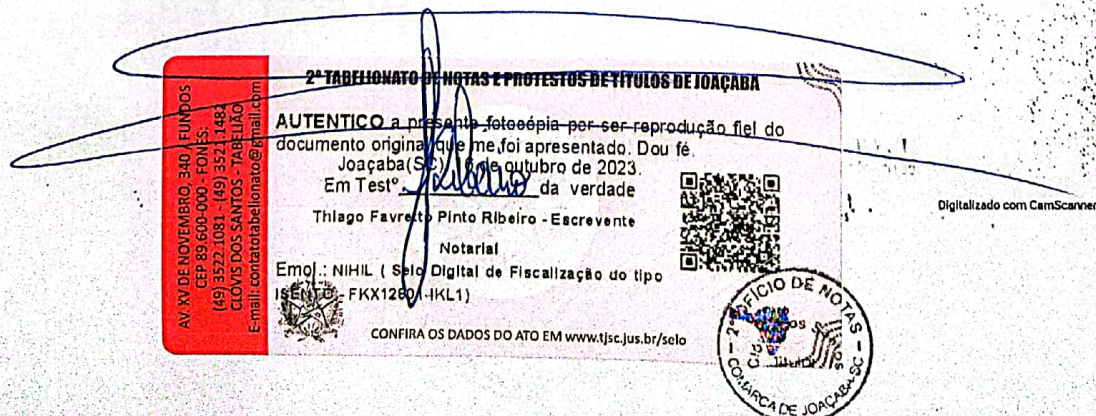 2º TABELIONATO DE NOTAS E PROTESTOS DE TÍTULOS DE JOAÇABA
AV. XV DE NOVEMBRO, 340 / FUNDOS
CEP 89.600-000 - FONES:
(49) 3522.1081 - (49) 3521.1482
CLÓVIS DOS SANTOS - TABELIÃO
E-mail: contatotabelionato@gmail.com
AUTENTICO a presente fotocópia por ser reprodução fiel do
documento original que me foi apresentado. Dou fé.
Joaçaba(SC), 16 de outubro de 2023.
Em Testº da verdade
Thiago Favretto Pinto Ribeiro - Escrevente
Notarial
Emol.: NIHIL ( Selo Digital de Fiscalização do tipo
ISENTO - IKL1)
CONFIRA OS DADOS DO ATO EM www.tjsc.jus.br/selo
Digitalizado com CamScanner
2º OFÍCIO DE NOTAS
COMARCA DE JOAÇABA-SC